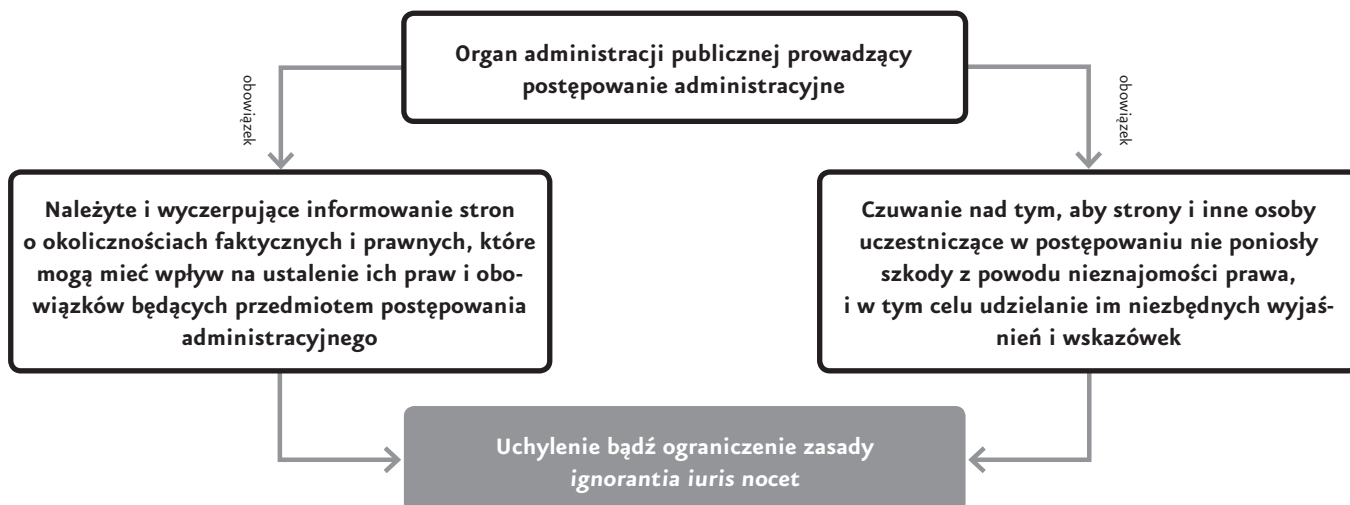 Organ administracji publicznej prowadzący
postępowanie administracyjne
obowiązek
obowiązek
Należyte i wyczerpujące informowanie stron
o okolicznościach faktycznych i prawnych, które
mogą mieć wpływ na ustalenie ich praw i obo-
wiązków będących przedmiotem postępowania
administracyjnego
Czuwanie nad tym, aby strony i inne osoby
uczestniczące w postępowaniu nie poniosły
szkody z powodu nieznajomości prawa,
i w tym celu udzielanie im niezbędnych wyjaś-
nień i wskazówek
Uchylenie bądź ograniczenie zasady
ignorantia iuris nocet